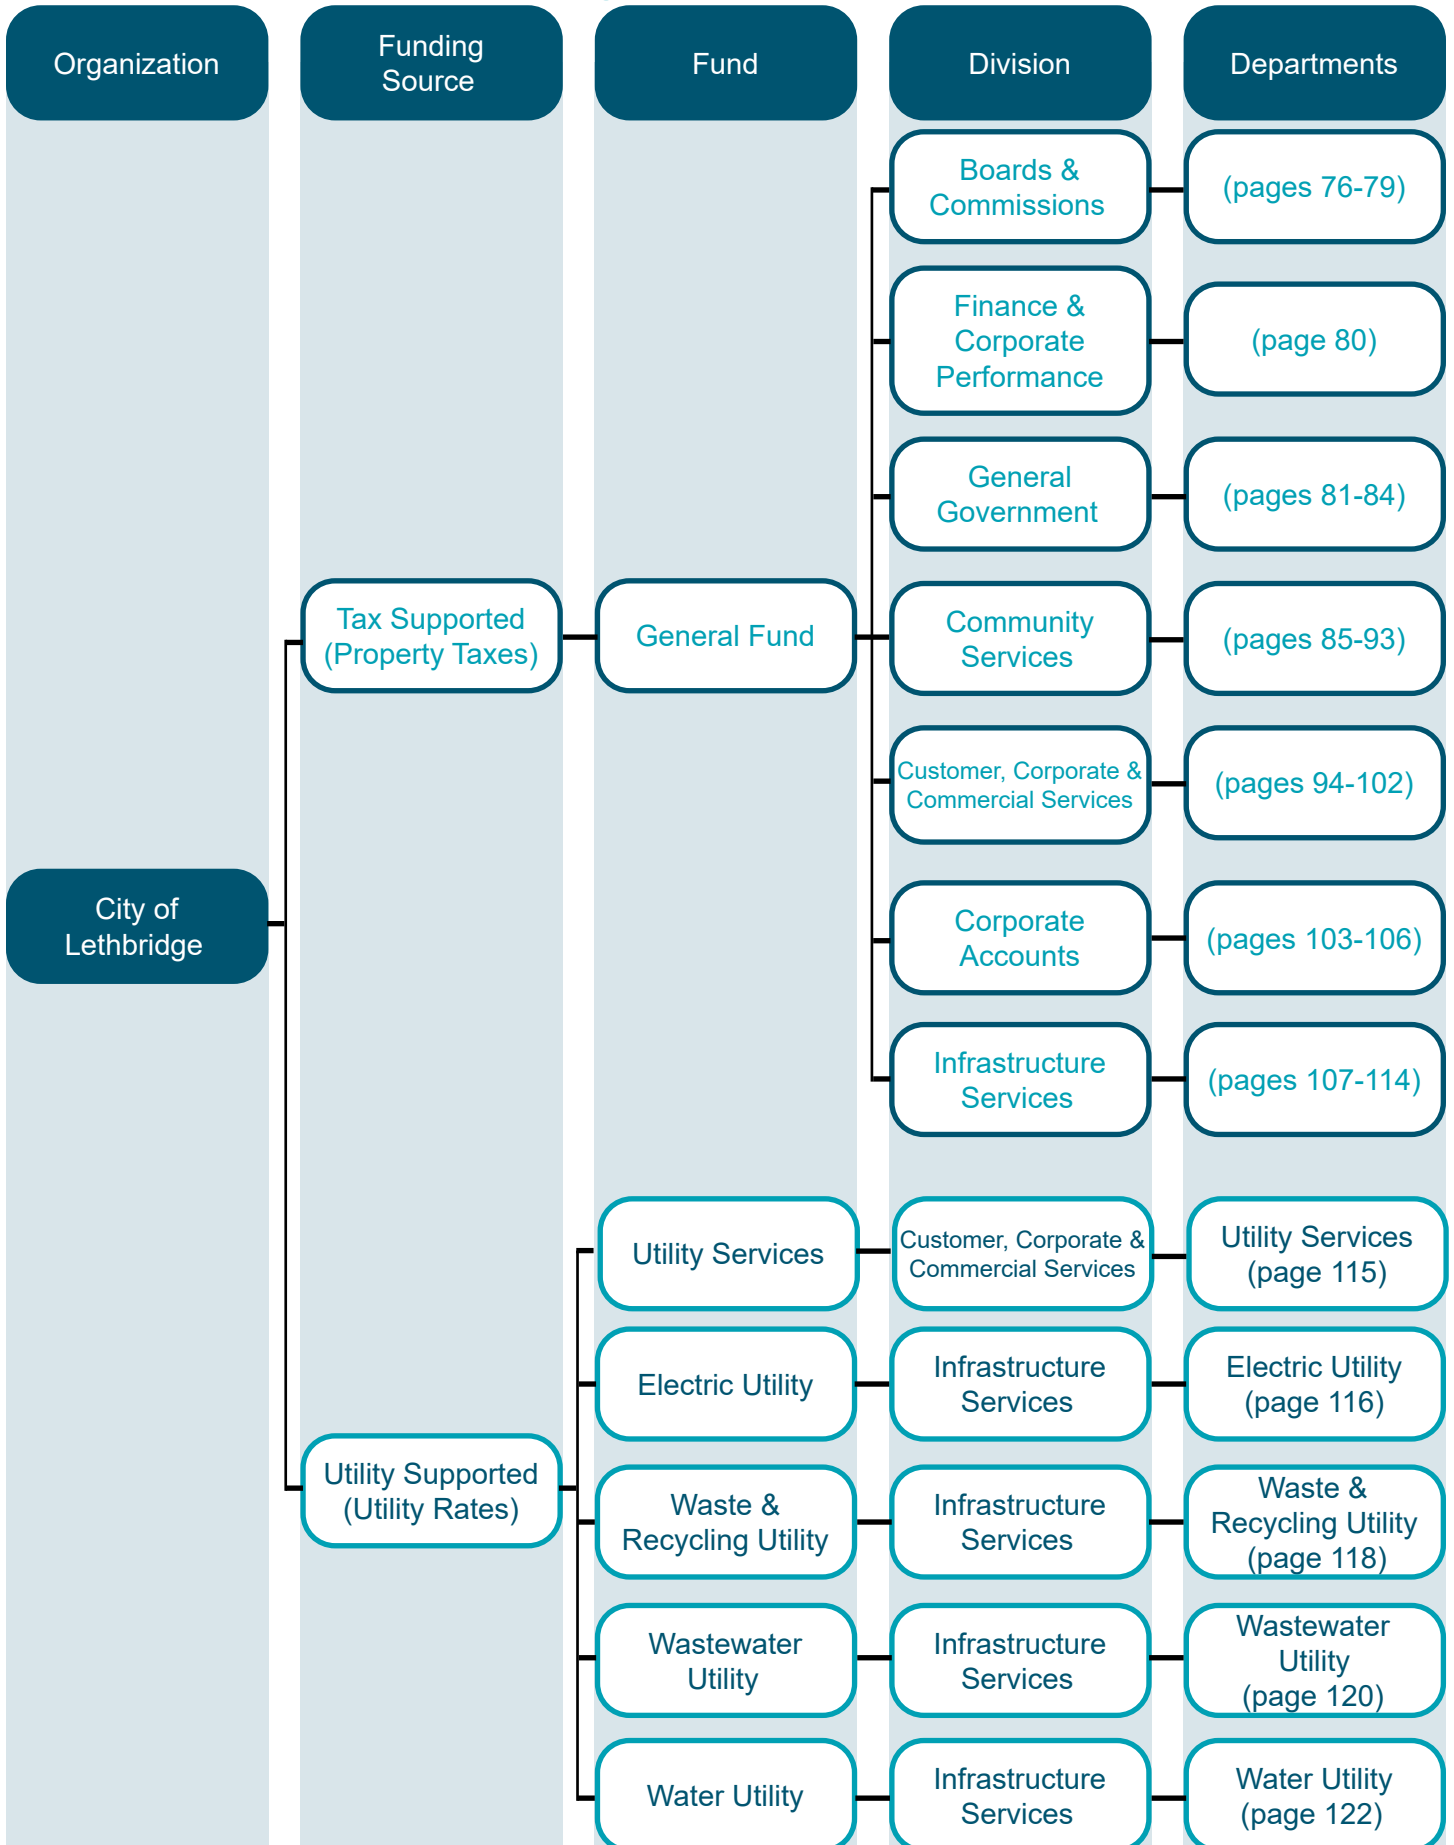 Organization
Funding
Source
Fund
Division
Departments
Boards &
Commissions
(pages 76-79)
Finance &
Corporate
Performance
(page 80)
General
Government
(pages 81-84)
Tax Supported
(Property Taxes)
General Fund
Community
Services
(pages 85-93)
Customer, Corporate &
Commercial Services
(pages 94-102)
City of
Lethbridge
Corporate
Accounts
(pages 103-106)
Infrastructure
Services
(pages 107-114)
Utility Services
Customer, Corporate &
Commercial Services
Utility Services
(page 115)
Electric Utility
Infrastructure
Services
Electric Utility
(page 116)
Utility Supported
(Utility Rates)
Waste &
Recycling Utility
Infrastructure
Services
Waste &
Recycling Utility
(page 118)
Wastewater
Utility
Infrastructure
Services
Wastewater
Utility
(page 120)
Water Utility
Infrastructure
Services
Water Utility
(page 122)